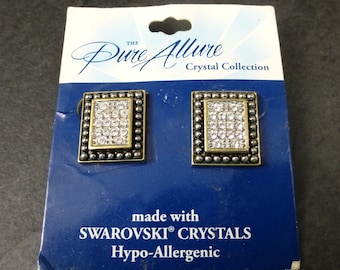 THE
Pure Allure
Crystal Collection
made with
SWAROVSKI® CRYSTALS
Hypo-Allergenic